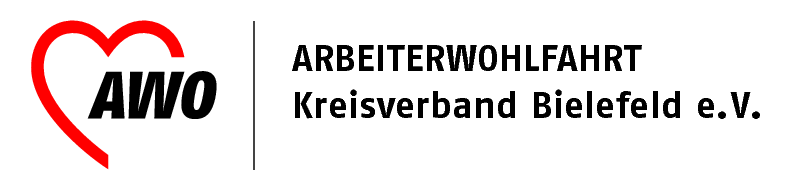 AWO
ARBEITERWOHLFAHRT
Kreisverband Bielefeld e.V.